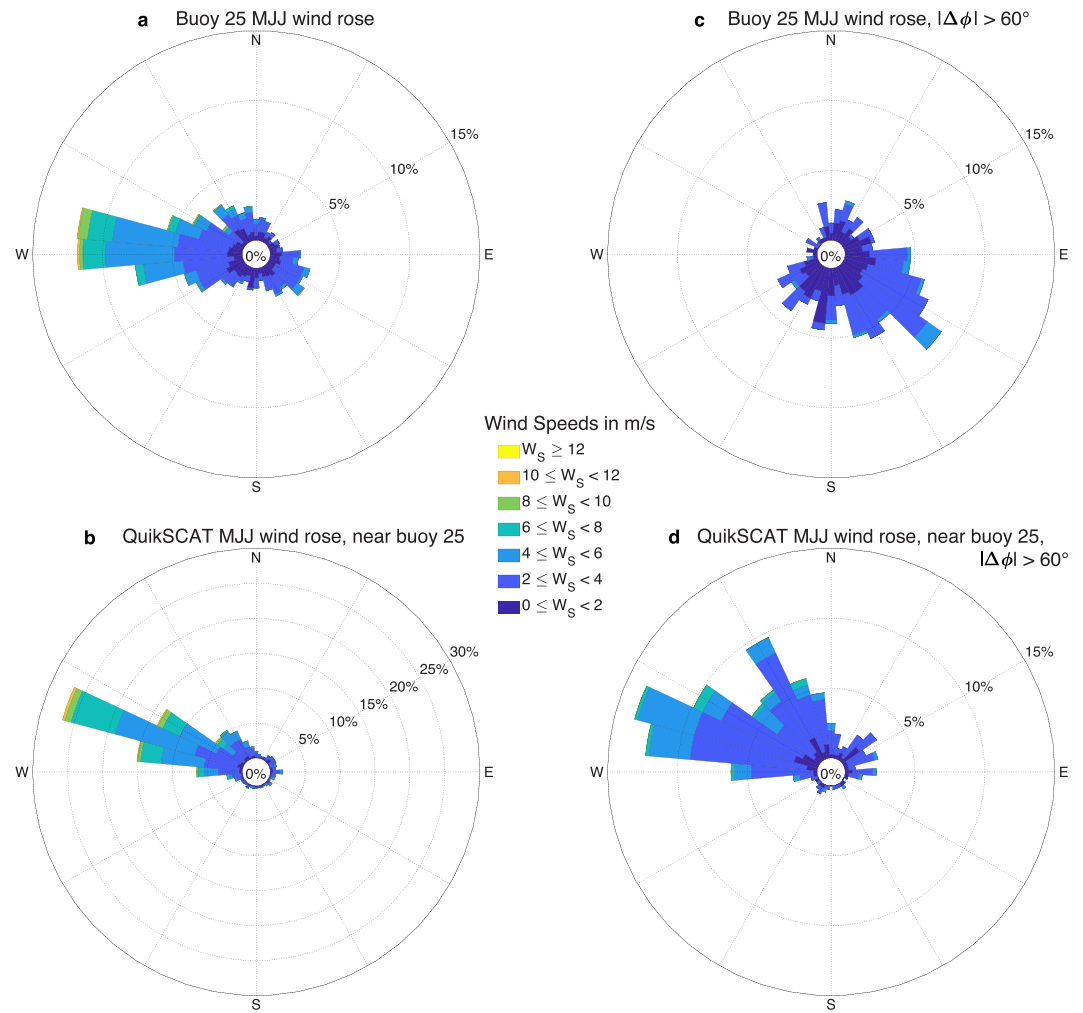 a Buoy 25 MJJ wind rose
N
15%
10%
5%
W 0% E
S
c Buoy 25 MJJ wind rose, |Δϕ| > 60°
N
15%
10%
5%
W 0% E
S
Wind Speeds in m/s
W_S ≥ 12
10 ≤ W_S < 12
8 ≤ W_S < 10
6 ≤ W_S < 8
4 ≤ W_S < 6
2 ≤ W_S < 4
0 ≤ W_S < 2
b QuikSCAT MJJ wind rose, near buoy 25
N
30%
25%
20%
15%
10%
5%
W 0% E
S
d QuikSCAT MJJ wind rose, near buoy 25,
|Δϕ| > 60°
N
15%
10%
5%
W 0% E
S